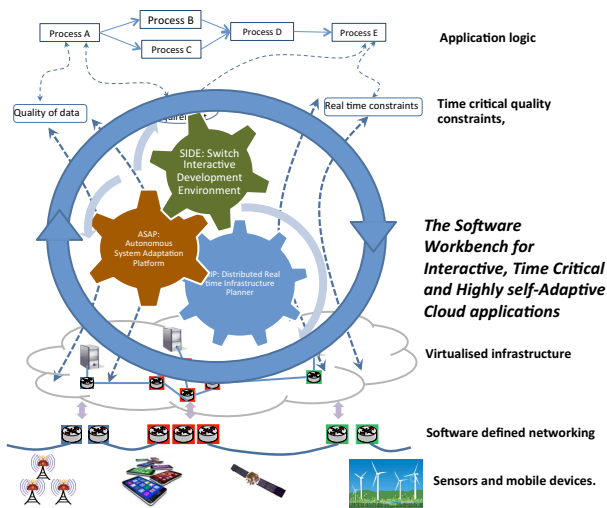 Process A
Process B
Process C
Process D
Process E
Application logic
Quality of data
Real time constraints
Time critical quality
constraints,
SIDE: Switch
Interactive
Development
Environment
ASAP:
Autonomous
System Adaptation
Platform
IP: Distributed Real
time Infrastructure
Planner
The Software
Workbench for
Interactive, Time Critical
and Highly self-Adaptive
Cloud applications
Virtualised infrastructure
Software defined networking
Sensors and mobile devices.